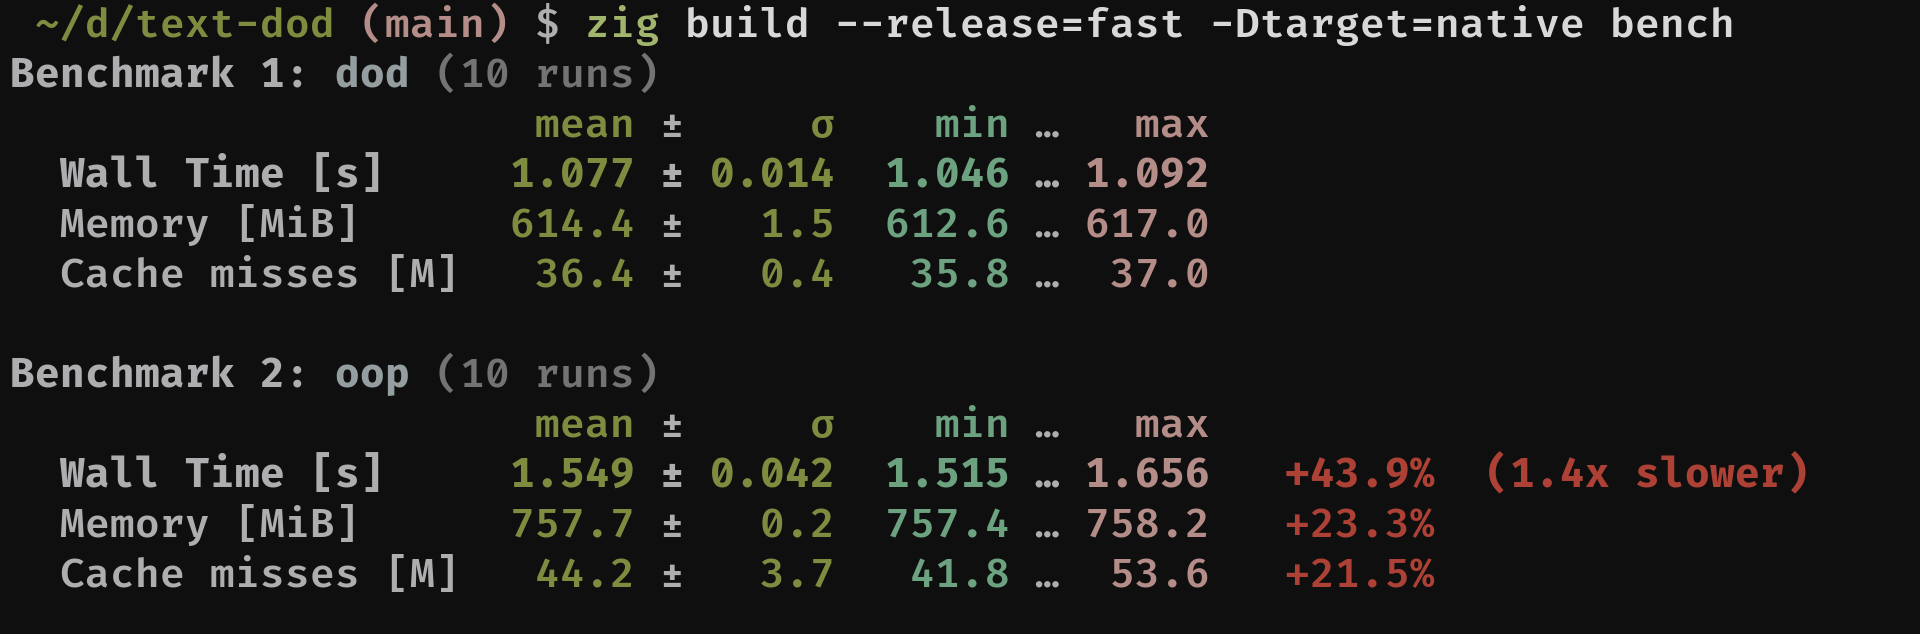 ~/d/text-dod (main) $ zig build --release=fast -Dtarget=native bench
Benchmark 1: dod (10 runs)
mean ± σ min … max
Wall Time [s] 1.077 ± 0.014 1.046 … 1.092
Memory [MiB] 614.4 ± 1.5 612.6 … 617.0
Cache misses [M] 36.4 ± 0.4 35.8 … 37.0
Benchmark 2: oop (10 runs)
mean ± σ min … max
Wall Time [s] 1.549 ± 0.042 1.515 … 1.656 +43.9% (1.4x slower)
Memory [MiB] 757.7 ± 0.2 757.4 … 758.2 +23.3%
Cache misses [M] 44.2 ± 3.7 41.8 … 53.6 +21.5%